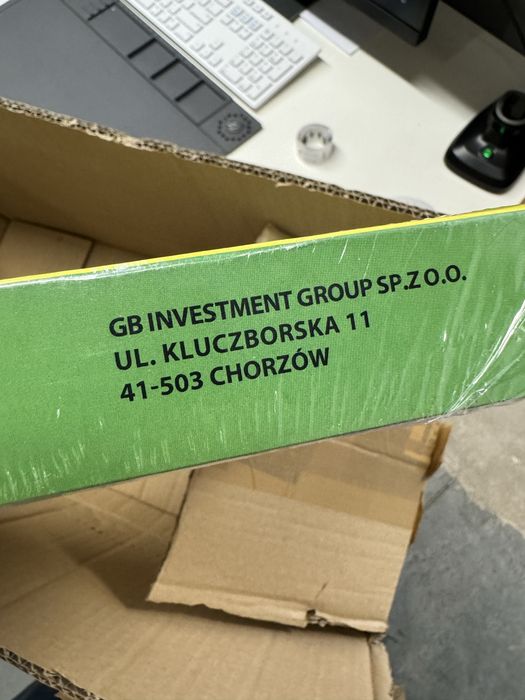 GB INVESTMENT GROUP SP.Z O.O.
UL. KLUCZBORSKA 11
41-503 CHORZÓW